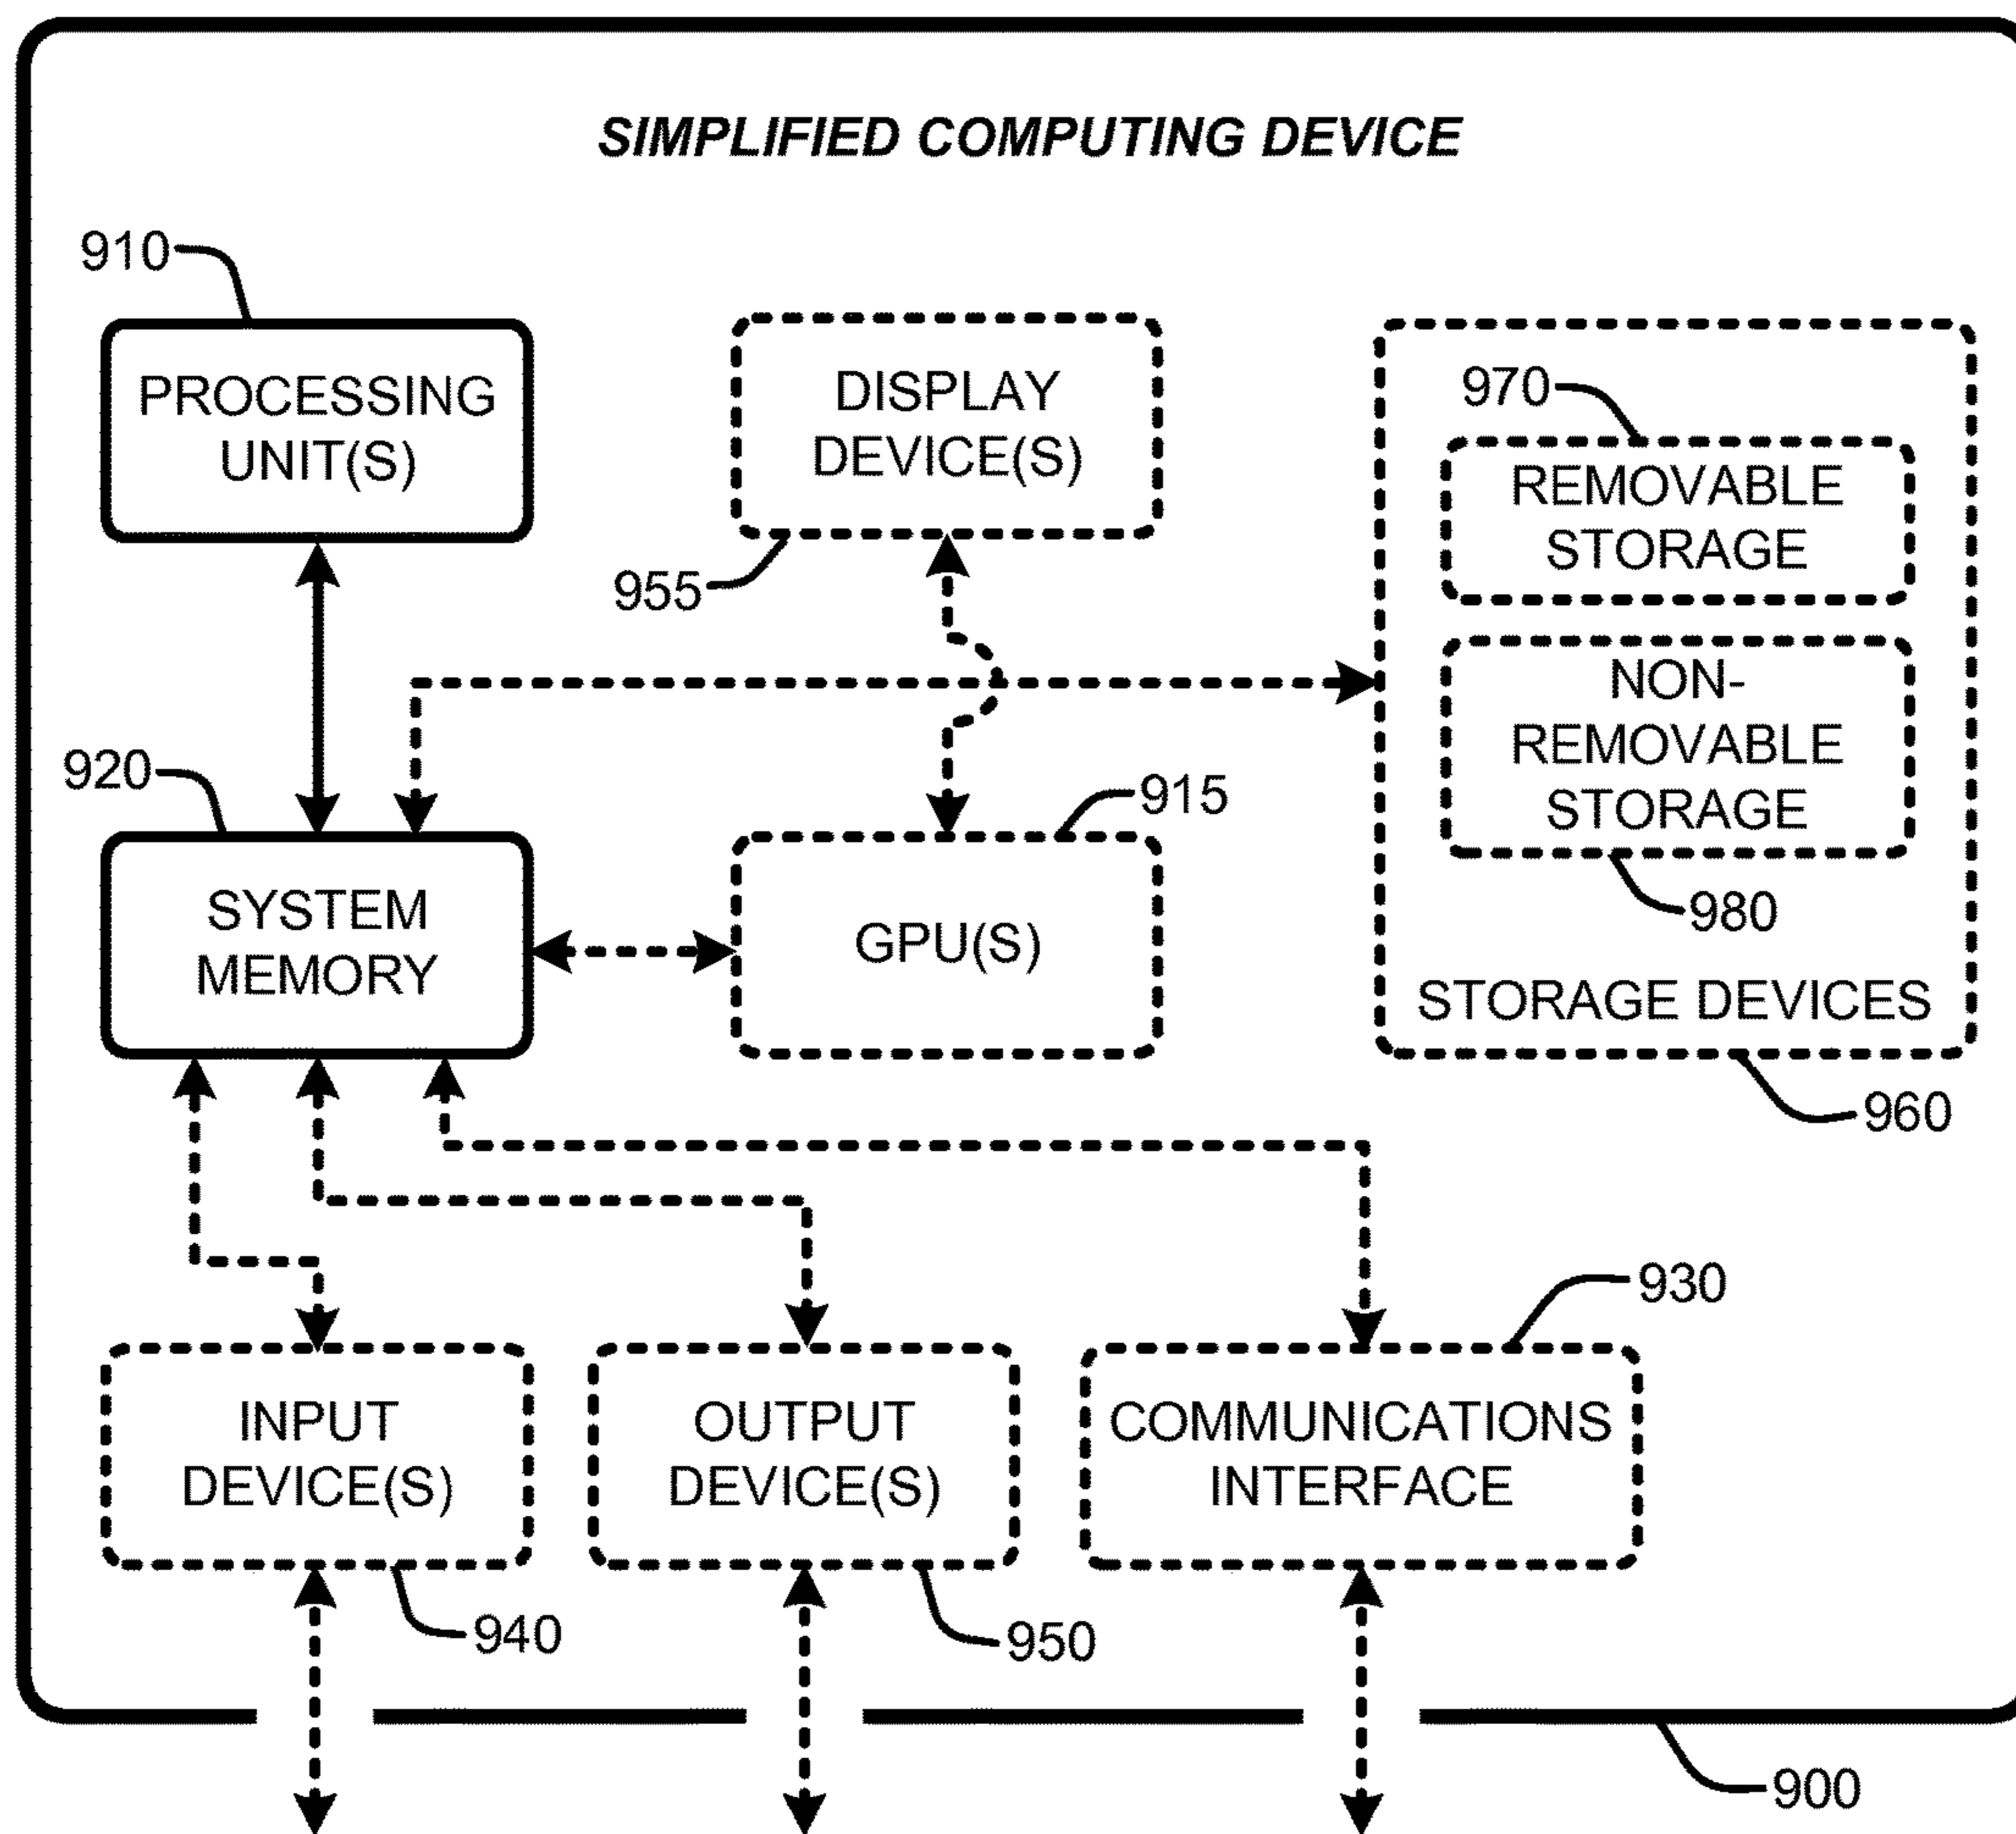 SIMPLIFIED COMPUTING DEVICE
910
PROCESSING
UNIT(S)
DISPLAY
DEVICE(S)
955
970
REMOVABLE
STORAGE
NON-
REMOVABLE
STORAGE
980
STORAGE DEVICES
960
920
SYSTEM
MEMORY
915
GPU(S)
930
INPUT
DEVICE(S)
940
OUTPUT
DEVICE(S)
950
COMMUNICATIONS
INTERFACE
900